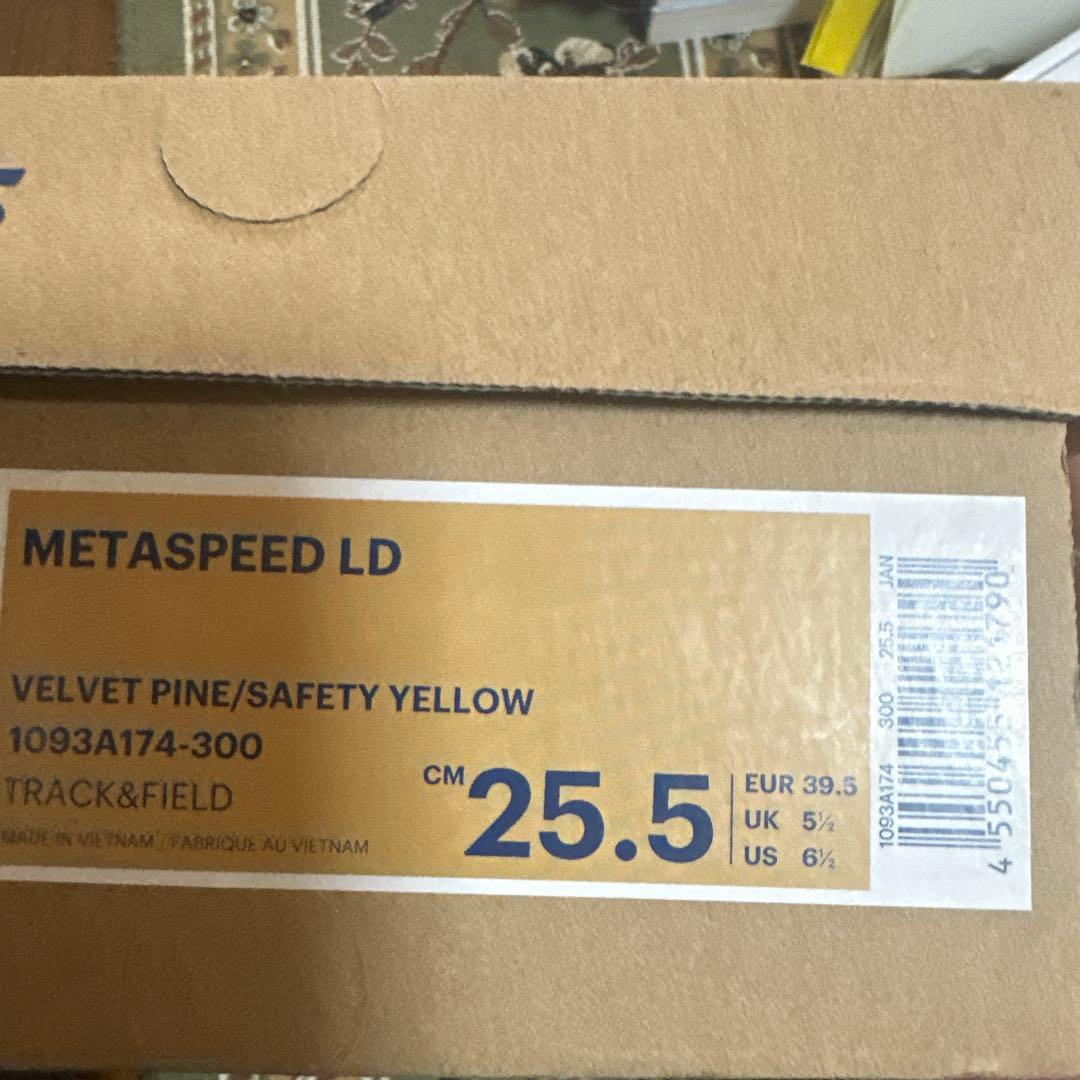 METASPEED LD
VELVET PINE/SAFETY YELLOW
1093A174-300
TRACK&FIELD
MADE IN VIETNAM / FABRIQUE AU VIETNAM
CM 25.5
EUR 39.5
UK 5½
US 6½
1093A174 300 25.5 JAN